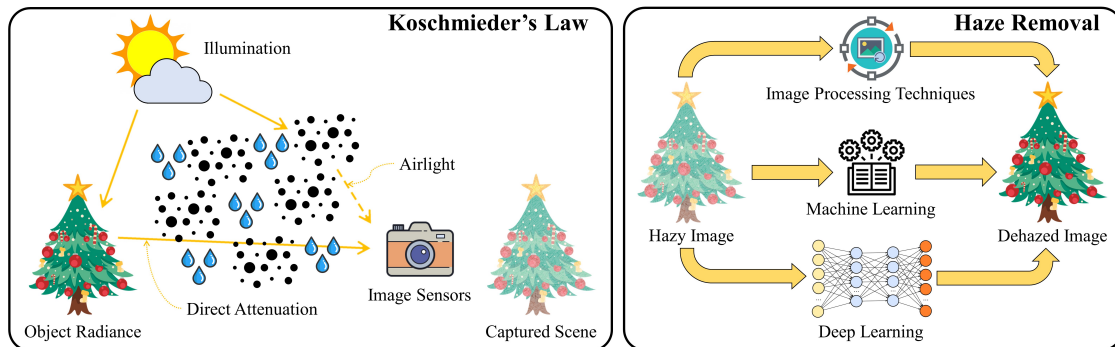 Koschmieder's Law
Illumination
Airlight
Direct Attenuation
Image Sensors
Object Radiance
Captured Scene
Haze Removal
Image Processing Techniques
Machine Learning
Hazy Image
Dehazed Image
...
...
...
...
Deep Learning